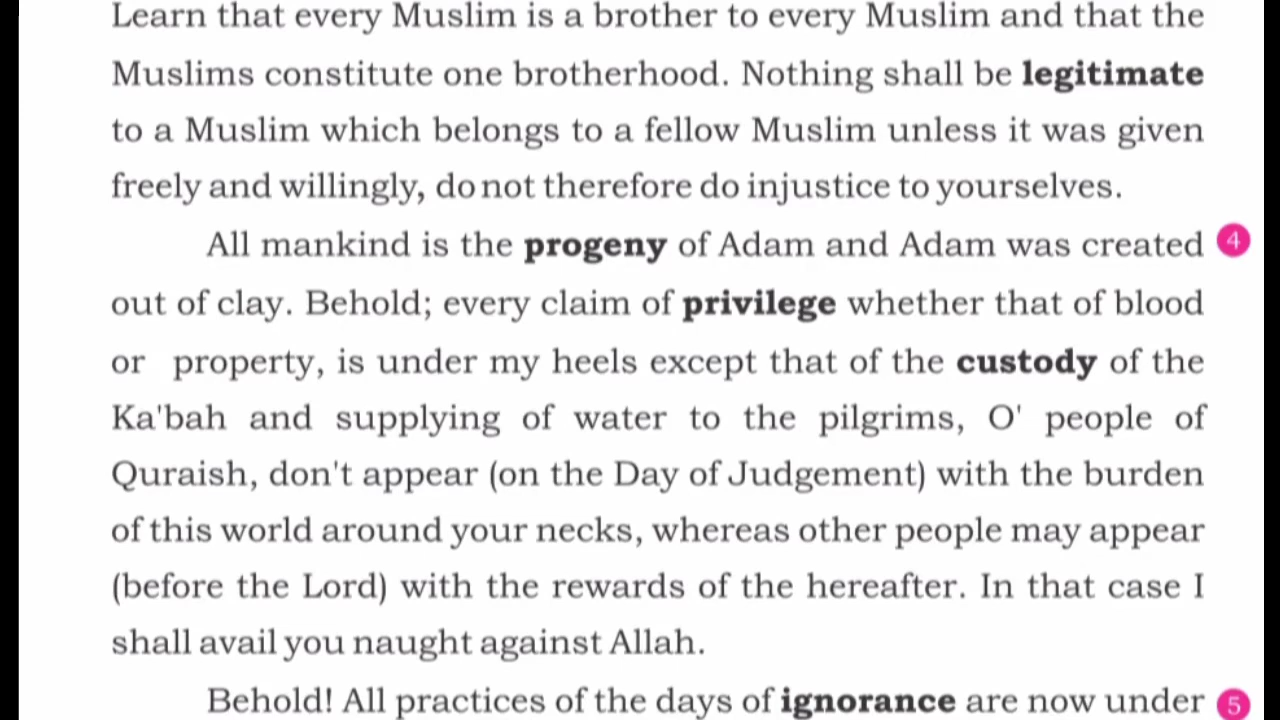 Learn that every Muslim is a brother to every Muslim and that the
Muslims constitute one brotherhood. Nothing shall be legitimate
to a Muslim which belongs to a fellow Muslim unless it was given
freely and willingly, do not therefore do injustice to yourselves.
All mankind is the progeny of Adam and Adam was created 4
out of clay. Behold; every claim of privilege whether that of blood
or property, is under my heels except that of the custody of the
Ka'bah and supplying of water to the pilgrims, O' people of
Quraish, don't appear (on the Day of Judgement) with the burden
of this world around your necks, whereas other people may appear
(before the Lord) with the rewards of the hereafter. In that case I
shall avail you naught against Allah.
Behold! All practices of the days of ignorance are now under 5